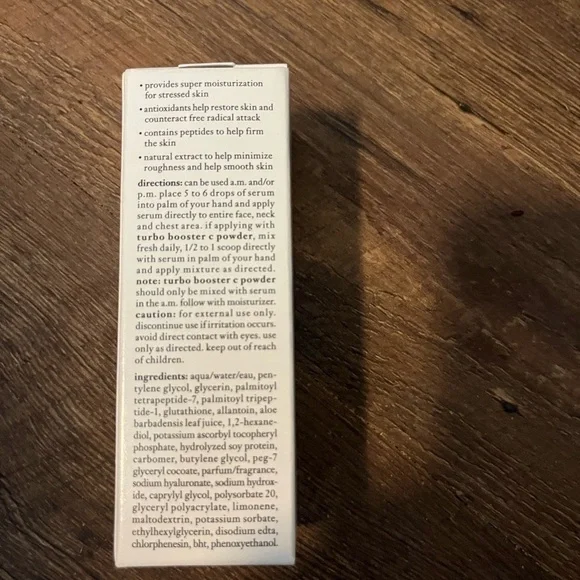 • provides super moisturization
for stressed skin
• antioxidants help restore skin and
counteract free radical attack
• contains peptides to help firm
the skin
• natural extract to help minimize
roughness and help smooth skin
directions: can be used a.m. and/or
p.m. place 5 to 6 drops of serum
into palm of your hand and apply
serum directly to entire face, neck
and chest area. if applying with
turbo booster c powder, mix
fresh daily, 1/2 to 1 scoop directly
with serum in palm of your hand
and apply mixture as directed.
note: turbo booster c powder
should only be mixed with serum
in the a.m. follow with moisturizer.
caution: for external use only.
discontinue use if irritation occurs.
avoid direct contact with eyes. use
only as directed. keep out of reach
of children.
ingredients: aqua/water/eau, pen-
tylene glycol, glycerin, palmitoyl
tetrapeptide-7, palmitoyl tripep-
tide-1, glutathione, allantoin, aloe
barbadensis leaf juice, 1,2-hexane-
diol, potassium ascorbyl tocopheryl
phosphate, hydrolyzed soy protein,
carbomer, butylene glycol, peg-7
glyceryl cocoate, parfum/fragrance,
sodium hyaluronate, sodium hydrox-
ide, caprylyl glycol, polysorbate 20,
glyceryl polyacrylate, limonene,
maltodextrin, potassium sorbate,
ethylhexylglycerin, disodium edta,
chlorphenesin, bht, phenoxyethanol.